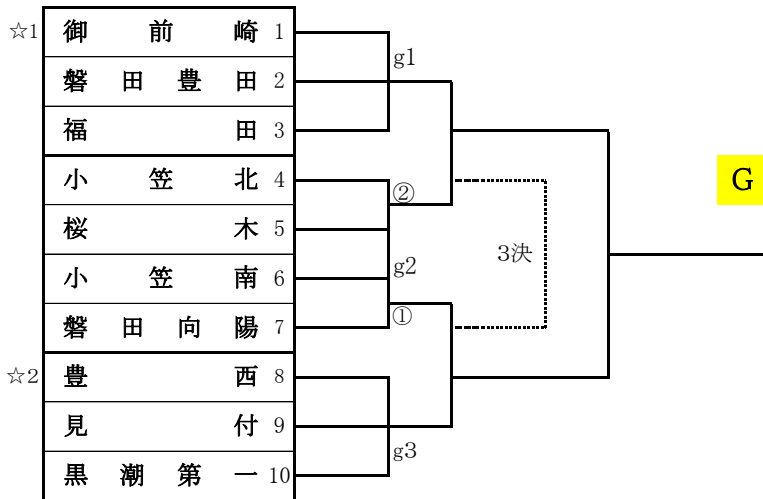 ☆1 御前崎 1
g1
磐田豊田 2
福田 3
G
小笠北 4
②
桜木 5
3決
小笠南 6
g2
磐田向陽 7
①
☆2 豊西 8
見付 9
g3
黒潮第一 10